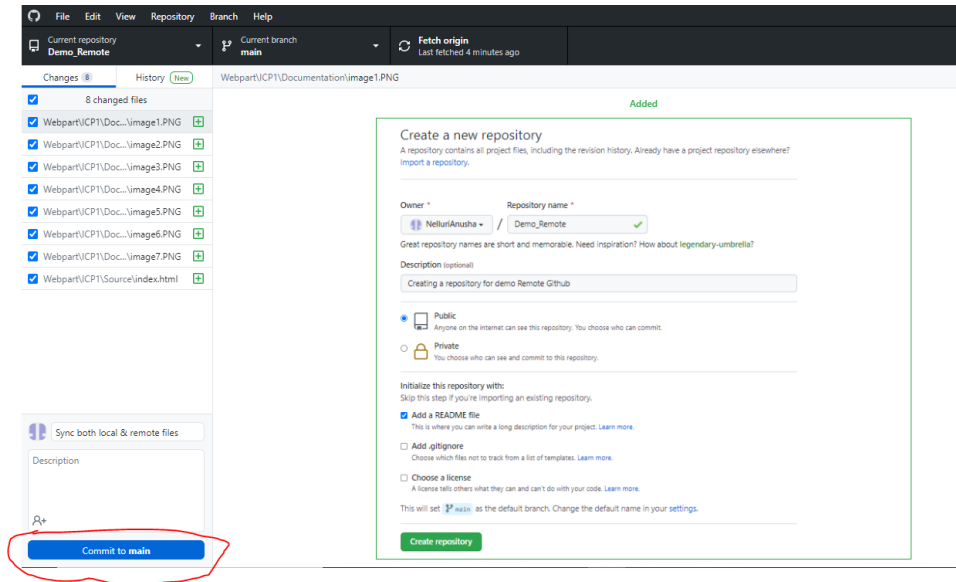 File Edit View Repository Branch Help
Current repository
Demo_Remote
Current branch
main
Fetch origin
Last fetched 4 minutes ago
Changes 8
History New
Webpart\ICP1\Documentation\image1.PNG
8 changed files
Webpart\ICP1\Doc...\image1.PNG
Webpart\ICP1\Doc...\image2.PNG
Webpart\ICP1\Doc...\image3.PNG
Webpart\ICP1\Doc...\image4.PNG
Webpart\ICP1\Doc...\image5.PNG
Webpart\ICP1\Doc...\image6.PNG
Webpart\ICP1\Doc...\image7.PNG
Webpart\ICP1\Source\index.html
Sync both local & remote files
Description
Commit to main
Added
Create a new repository
A repository contains all project files, including the revision history. Already have a project repository elsewhere?
Import a repository.
Owner * Repository name *
NelluriAnusha / Demo_Remote
Great repository names are short and memorable. Need inspiration? How about legendary-umbrella?
Description (optional)
Creating a repository for demo Remote Github
Public
Anyone on the internet can see this repository. You choose who can commit.
Private
You choose who can see and commit to this repository.
Initialize this repository with:
Skip this step if you're importing an existing repository.
Add a README file
This is where you can write a long description for your project. Learn more.
Add .gitignore
Choose which files not to track from a list of templates. Learn more.
Choose a license
A license tells others what they can and can't do with your code. Learn more.
This will set main as the default branch. Change the default name in your settings.
Create repository